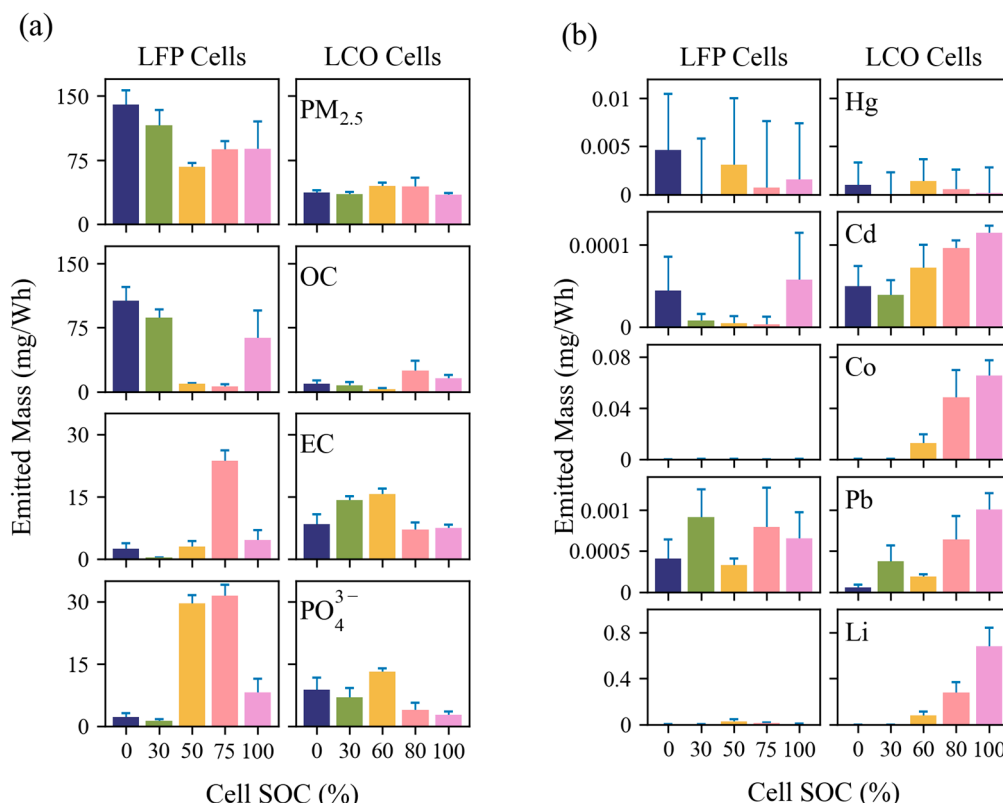 (a)
LFP Cells LCO Cells
150
75
0
PM2.5
150
75
0
OC
30
15
0
EC
30
15
0
PO4^3−
0 30 50 75 100 0 30 60 80 100
Cell SOC (%)
Emitted Mass (mg/Wh)
(b)
LFP Cells LCO Cells
0.01
0.005
0
Hg
0.0001
0
Cd
0.08
0.04
0
Co
0.001
0.0005
0
Pb
0.8
0.4
0
Li
0 30 50 75 100 0 30 60 80 100
Cell SOC (%)
Emitted Mass (mg/Wh)